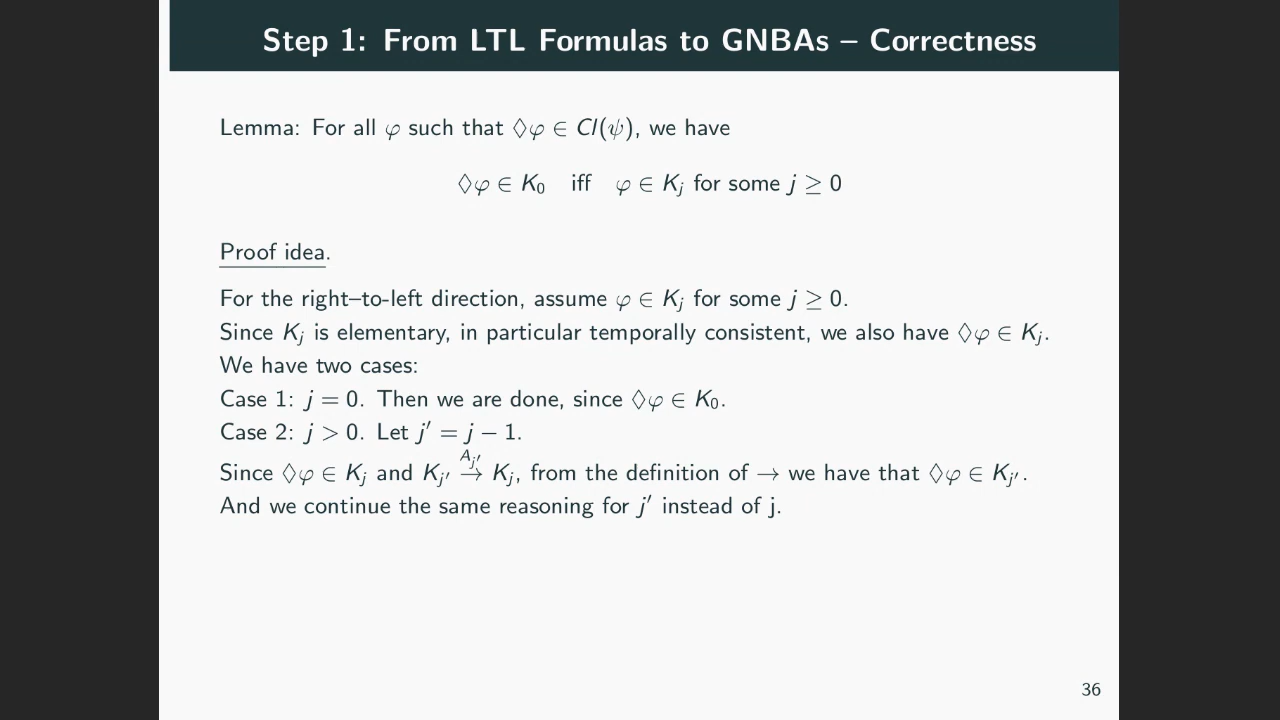 Step 1: From LTL Formulas to GNBAs – Correctness
Lemma: For all φ such that ◊φ ∈ Cl(ψ), we have
◊φ ∈ K₀ iff φ ∈ Kⱼ for some j ≥ 0
Proof idea.
For the right–to–left direction, assume φ ∈ Kⱼ for some j ≥ 0.
Since Kⱼ is elementary, in particular temporally consistent, we also have ◊φ ∈ Kⱼ.
We have two cases:
Case 1: j = 0. Then we are done, since ◊φ ∈ K₀.
Case 2: j > 0. Let j′ = j − 1.
Since ◊φ ∈ Kⱼ and Kⱼ′ →^{Aⱼ′} Kⱼ, from the definition of → we have that ◊φ ∈ Kⱼ′.
And we continue the same reasoning for j′ instead of j.
36